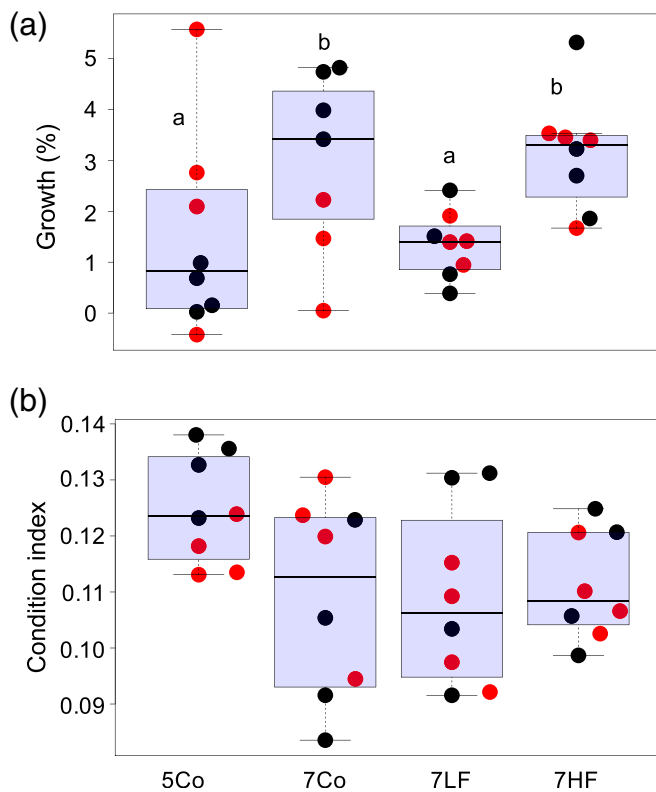 (a)
Growth (%)
5
4
3
2
1
0
a
b
a
b
(b)
Condition index
0.14
0.13
0.12
0.11
0.10
0.09
5Co 7Co 7LF 7HF